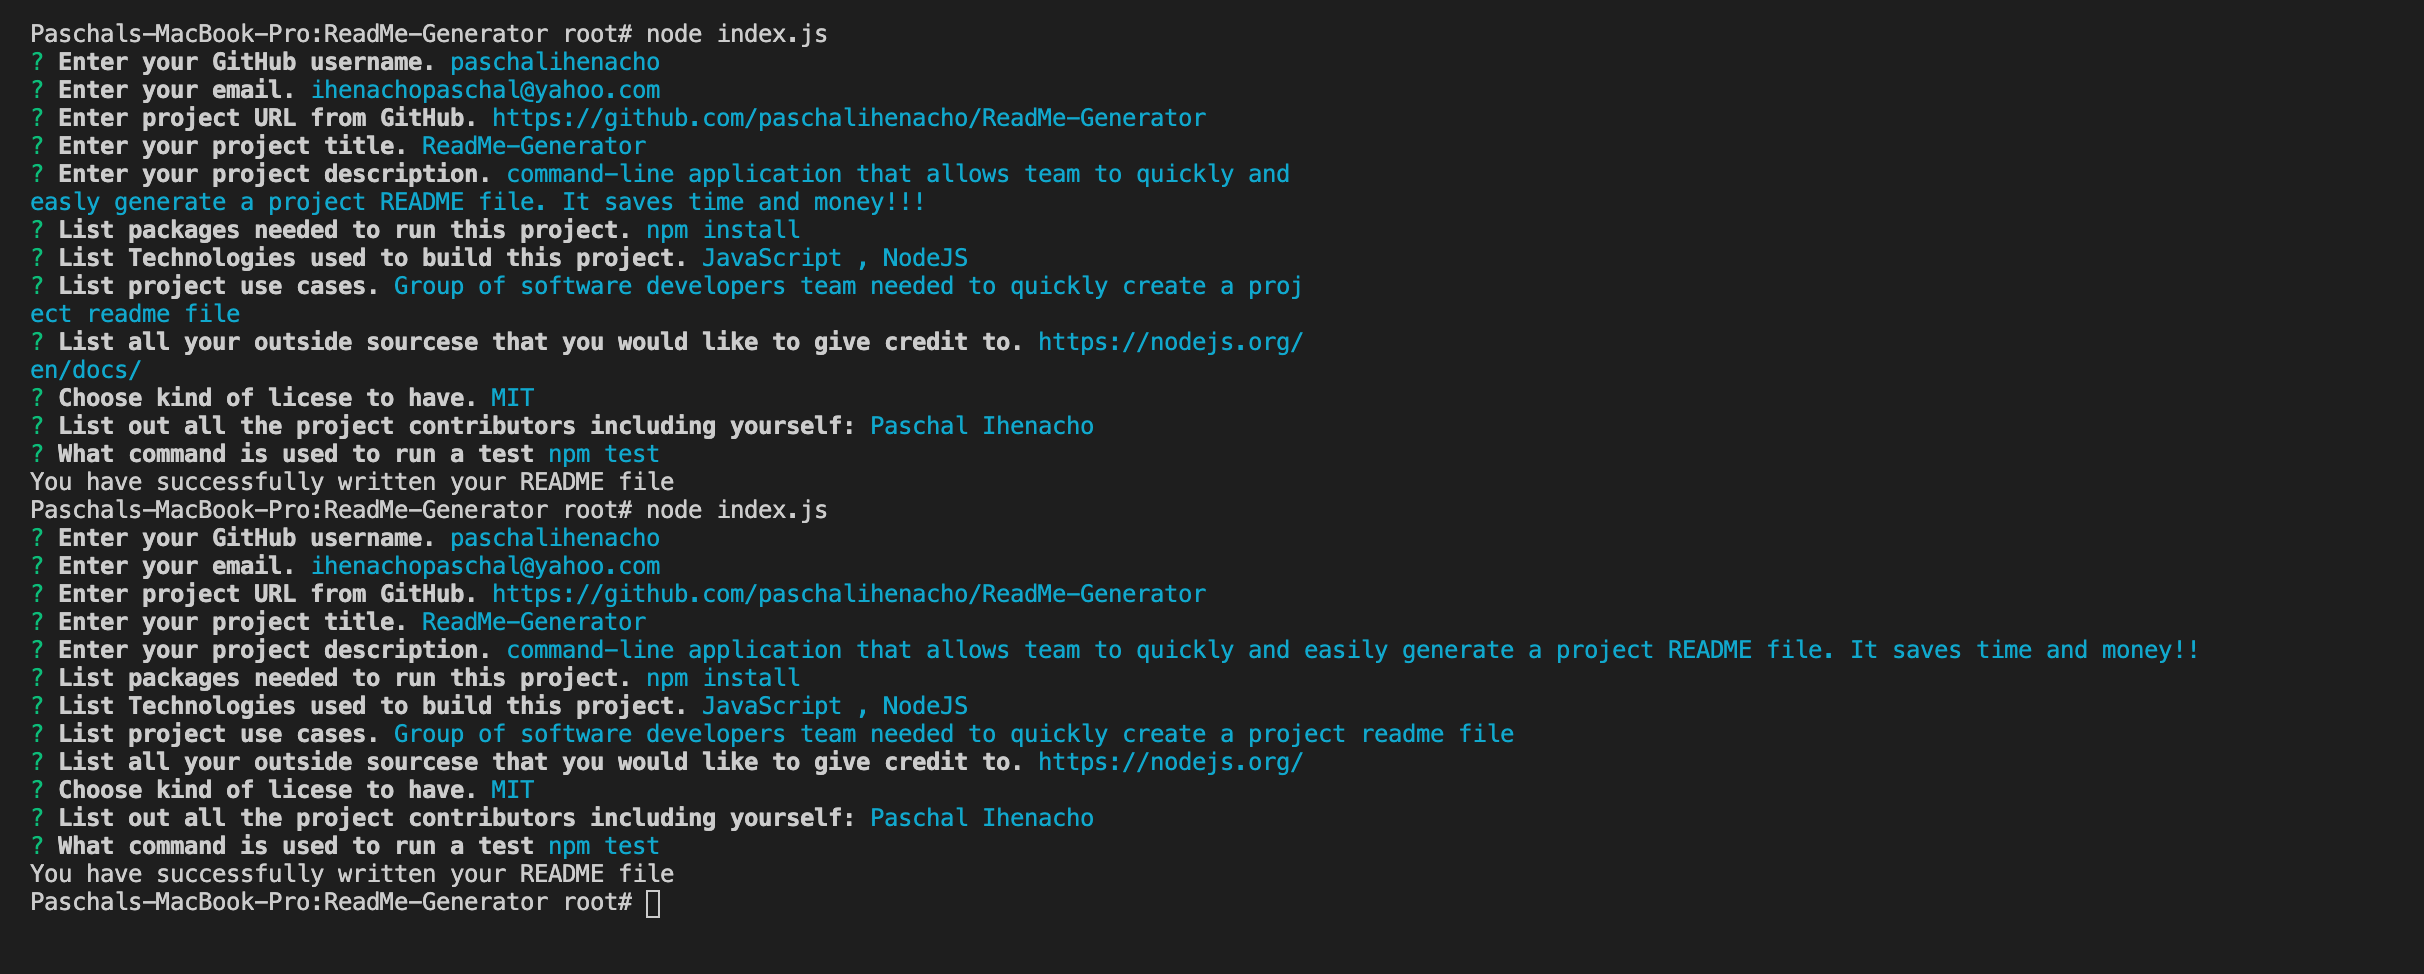 Paschals-MacBook-Pro:ReadMe-Generator root# node index.js
? Enter your GitHub username. paschalihenacho
? Enter your email. ihenachopaschal@yahoo.com
? Enter project URL from GitHub. https://github.com/paschalihenacho/ReadMe-Generator
? Enter your project title. ReadMe-Generator
? Enter your project description. command-line application that allows team to quickly and
easly generate a project README file. It saves time and money!!!
? List packages needed to run this project. npm install
? List Technologies used to build this project. JavaScript , NodeJS
? List project use cases. Group of software developers team needed to quickly create a proj
ect readme file
? List all your outside sourcese that you would like to give credit to. https://nodejs.org/
en/docs/
? Choose kind of licese to have. MIT
? List out all the project contributors including yourself: Paschal Ihenacho
? What command is used to run a test npm test
You have successfully written your README file
Paschals-MacBook-Pro:ReadMe-Generator root# node index.js
? Enter your GitHub username. paschalihenacho
? Enter your email. ihenachopaschal@yahoo.com
? Enter project URL from GitHub. https://github.com/paschalihenacho/ReadMe-Generator
? Enter your project title. ReadMe-Generator
? Enter your project description. command-line application that allows team to quickly and easily generate a project README file. It saves time and money!!
? List packages needed to run this project. npm install
? List Technologies used to build this project. JavaScript , NodeJS
? List project use cases. Group of software developers team needed to quickly create a project readme file
? List all your outside sourcese that you would like to give credit to. https://nodejs.org/
? Choose kind of licese to have. MIT
? List out all the project contributors including yourself: Paschal Ihenacho
? What command is used to run a test npm test
You have successfully written your README file
Paschals-MacBook-Pro:ReadMe-Generator root#